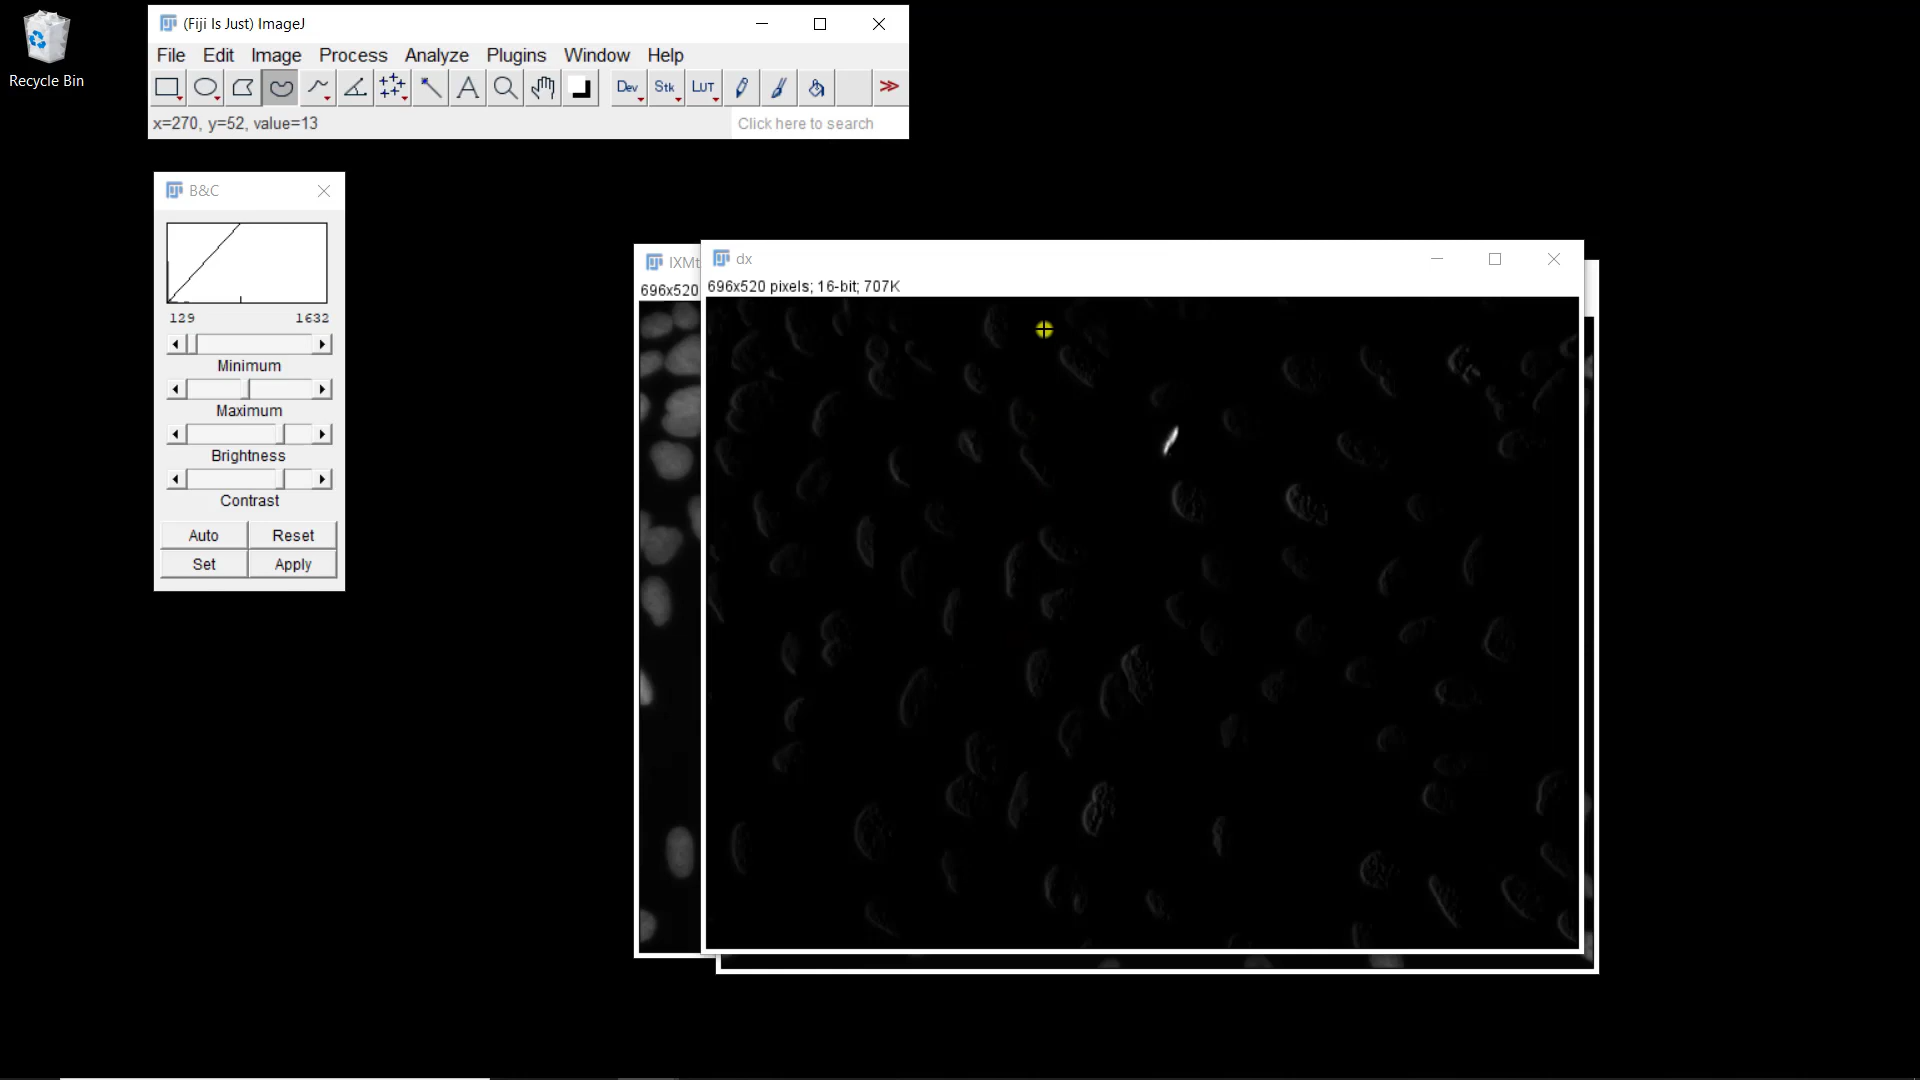 Recycle Bin
(Fiji Is Just) ImageJ
File Edit Image Process Analyze Plugins Window Help
Dev Stk LUT
x=270, y=52, value=13
Click here to search
B&C
129 1632
Minimum
Maximum
Brightness
Contrast
Auto Reset
Set Apply
IXMt
696x520
dx
696x520 pixels; 16-bit; 707K